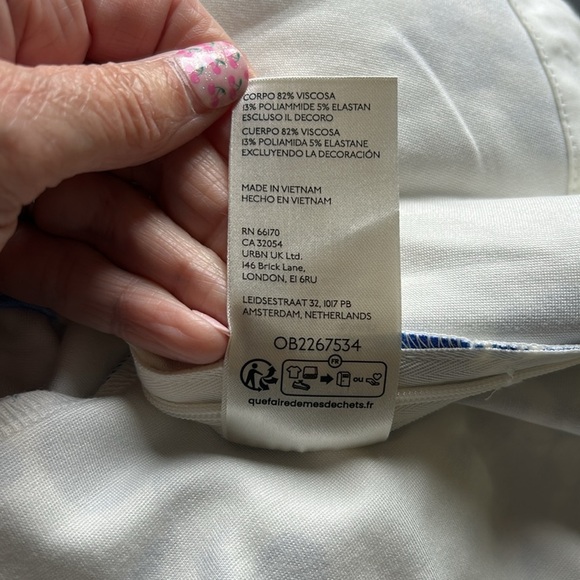 CORPO 82% VISCOSA
13% POLIAMMIDE 5% ELASTAN
ESCLUSO IL DECORO
CUERPO 82% VISCOSA
13% POLIAMIDA 5% ELASTANE
EXCLUYENDO LA DECORACIÓN
MADE IN VIETNAM
HECHO EN VIETNAM
RN 66170
CA 32054
URBN UK Ltd.
146 Brick Lane,
LONDON, E1 6RU
LEIDSESTRAAT 32, 1017 PB
AMSTERDAM, NETHERLANDS
OB2267534
FR
OU
quefairedemesdechets.fr